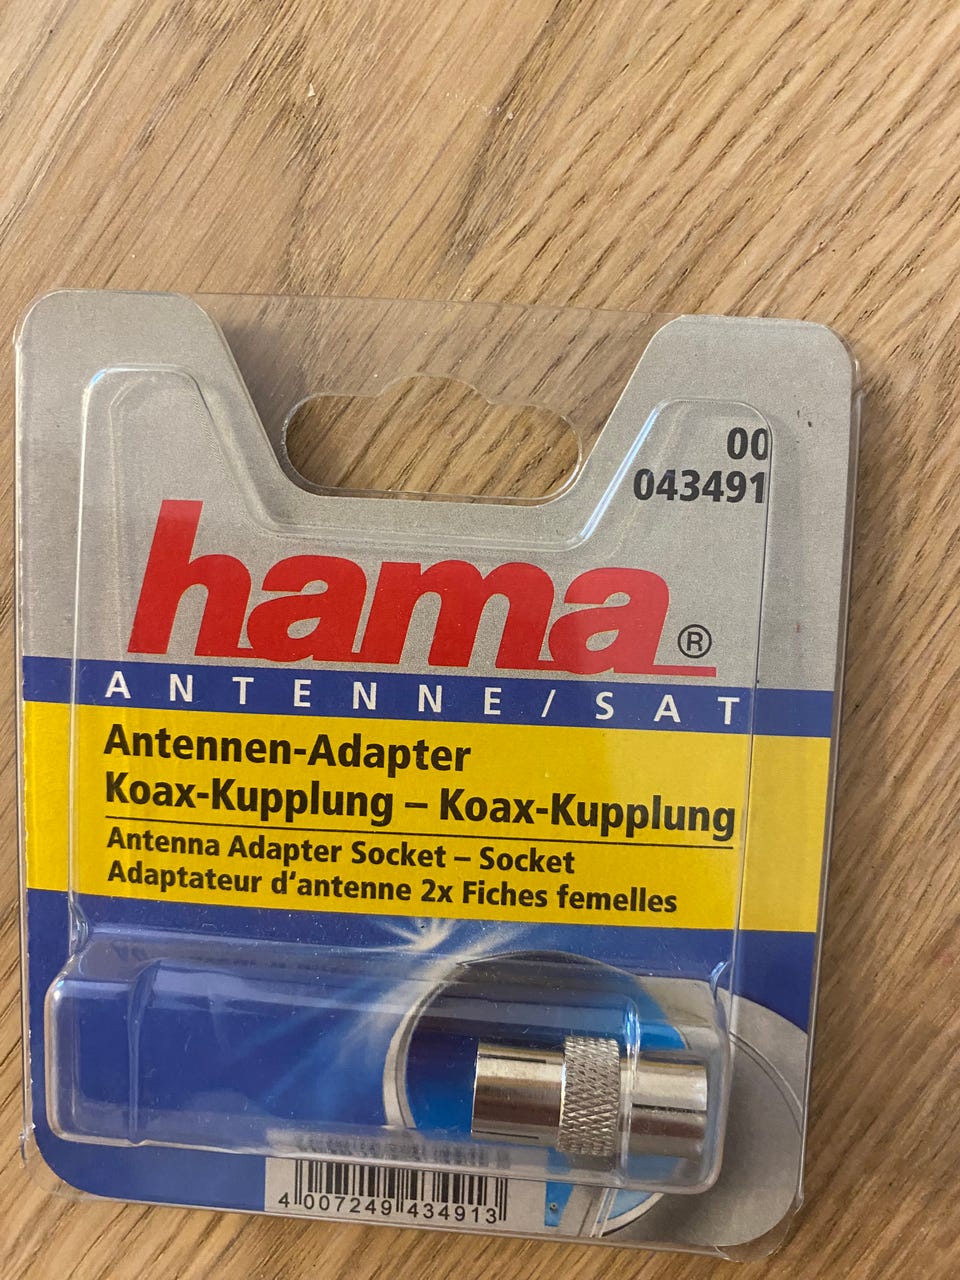 00
043491
hama®
ANTENNE/SAT
Antennen-Adapter
Koax-Kupplung – Koax-Kupplung
Antenna Adapter Socket – Socket
Adaptateur d‘antenne 2x Fiches femelles
4 007249 434913